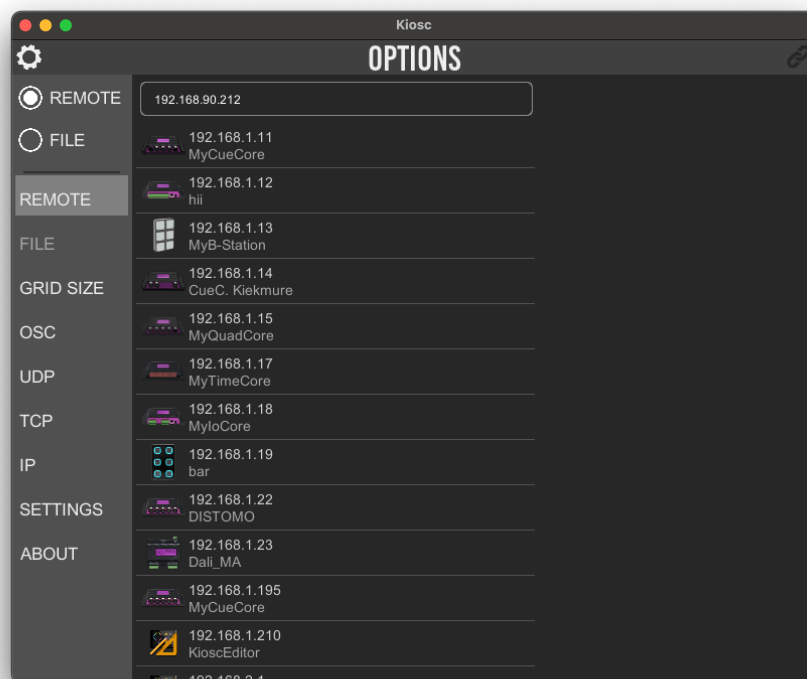 Kiosc
OPTIONS
REMOTE
FILE
REMOTE
FILE
GRID SIZE
OSC
UDP
TCP
IP
SETTINGS
ABOUT
192.168.90.212
192.168.1.11
MyCueCore
192.168.1.12
hii
192.168.1.13
MyB-Station
192.168.1.14
CueC. Kiekmure
192.168.1.15
MyQuadCore
192.168.1.17
MyTimeCore
192.168.1.18
MyIoCore
192.168.1.19
bar
192.168.1.22
DISTOMO
192.168.1.23
Dali_MA
192.168.1.195
MyCueCore
192.168.1.210
KioscEditor